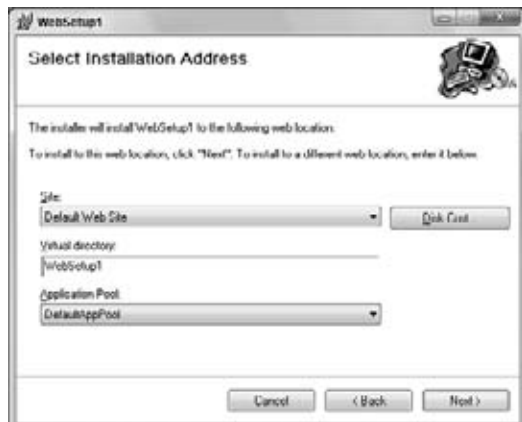 WebSetup1
Select Installation Address
The installer will install WebSetup1 to the following web location.
To install to this web location, click "Next". To install to a different web location, enter it below.
Site:
Default Web Site
Disk Cost...
Virtual directory:
WebSetup1
Application Pool:
DefaultAppPool
Cancel
< Back
Next >